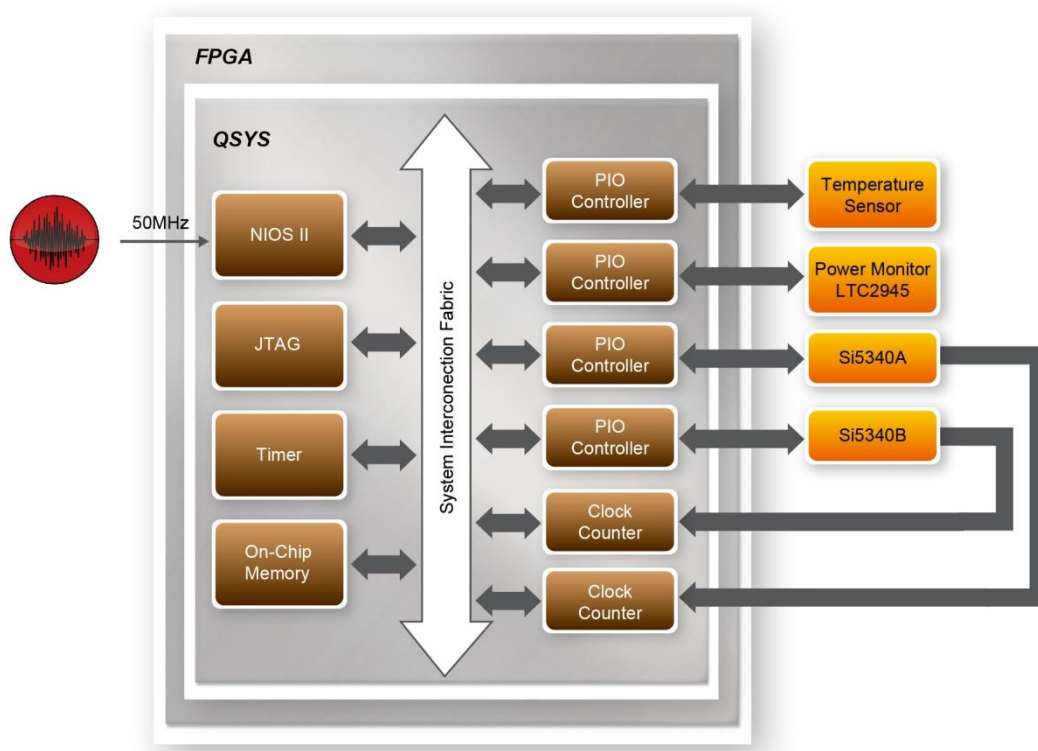 FPGA
QSYS
50MHz
NIOS II
JTAG
Timer
On-Chip
Memory
System Interconnection Fabric
PIO
Controller
PIO
Controller
PIO
Controller
PIO
Controller
Clock
Counter
Clock
Counter
Temperature
Sensor
Power Monitor
LTC2945
Si5340A
Si5340B